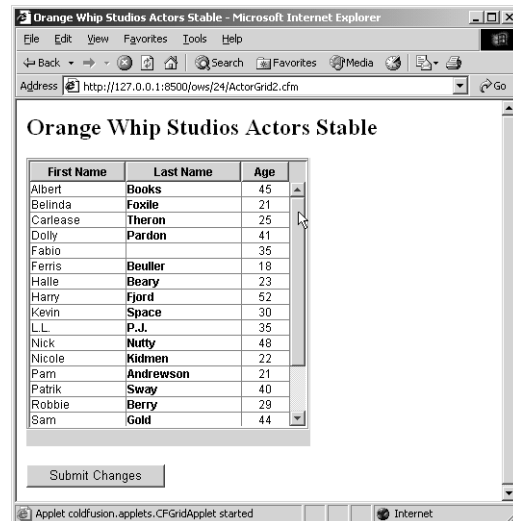 Orange Whip Studios Actors Stable - Microsoft Internet Explorer
File Edit View Favorites Tools Help
Back Search Favorites Media
Address http://127.0.0.1:8500/ows/24/ActorGrid2.cfm Go
Orange Whip Studios Actors Stable
First Name Last Name Age
Albert Books 45
Belinda Foxile 21
Carlease Theron 25
Dolly Pardon 41
Fabio 35
Ferris Beuller 18
Halle Beary 23
Harry Fjord 52
Kevin Space 30
L.L. P.J. 35
Nick Nutty 48
Nicole Kidmen 22
Pam Andrewson 21
Patrik Sway 40
Robbie Berry 29
Sam Gold 44
Submit Changes
Applet coldfusion.applets.CFGridApplet started Internet